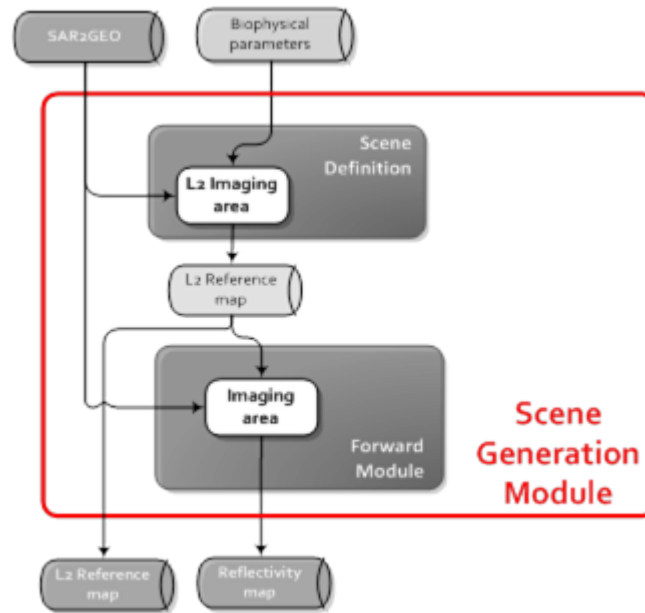 SAR2GEO
Biophysical
parameters
Scene
Definition
L2 Imaging
area
L2 Reference
map
Imaging
area
Forward
Module
Scene
Generation
Module
L2 Reference
map
Reflectivity
map